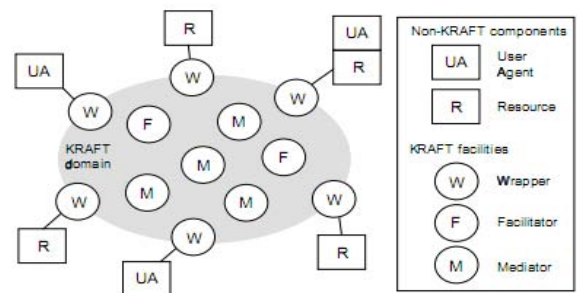 R
UA
UA
R
W
W
W
F
M
M
F
M
M
M
KRAFT
domain
W
W
W
R
R
UA
Non-KRAFT components
UA
User
Agent
R
Resource
KRAFT facilities
W
Wrapper
F
Facilitator
M
Mediator